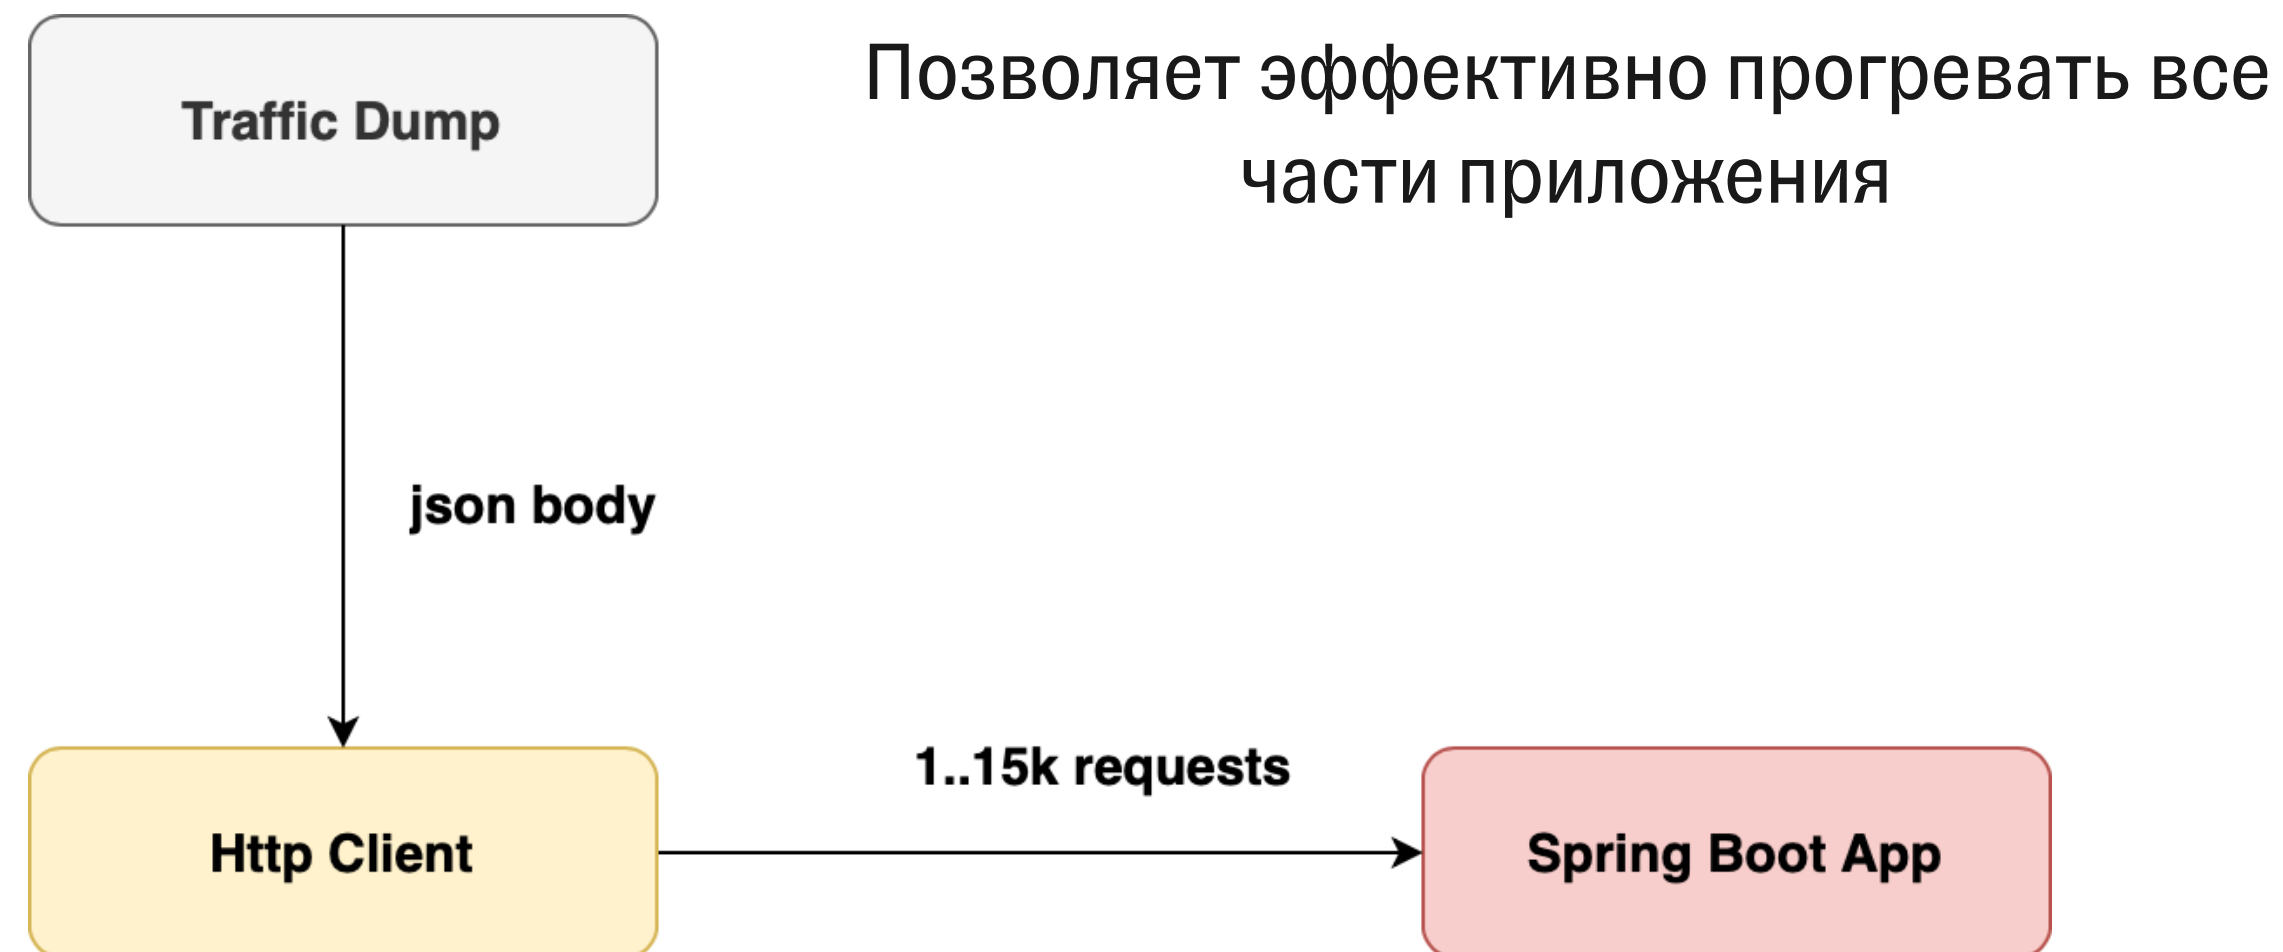 Traffic Dump
Позволяет эффективно прогревать все
части приложения
json body
1..15k requests
Http Client
Spring Boot App